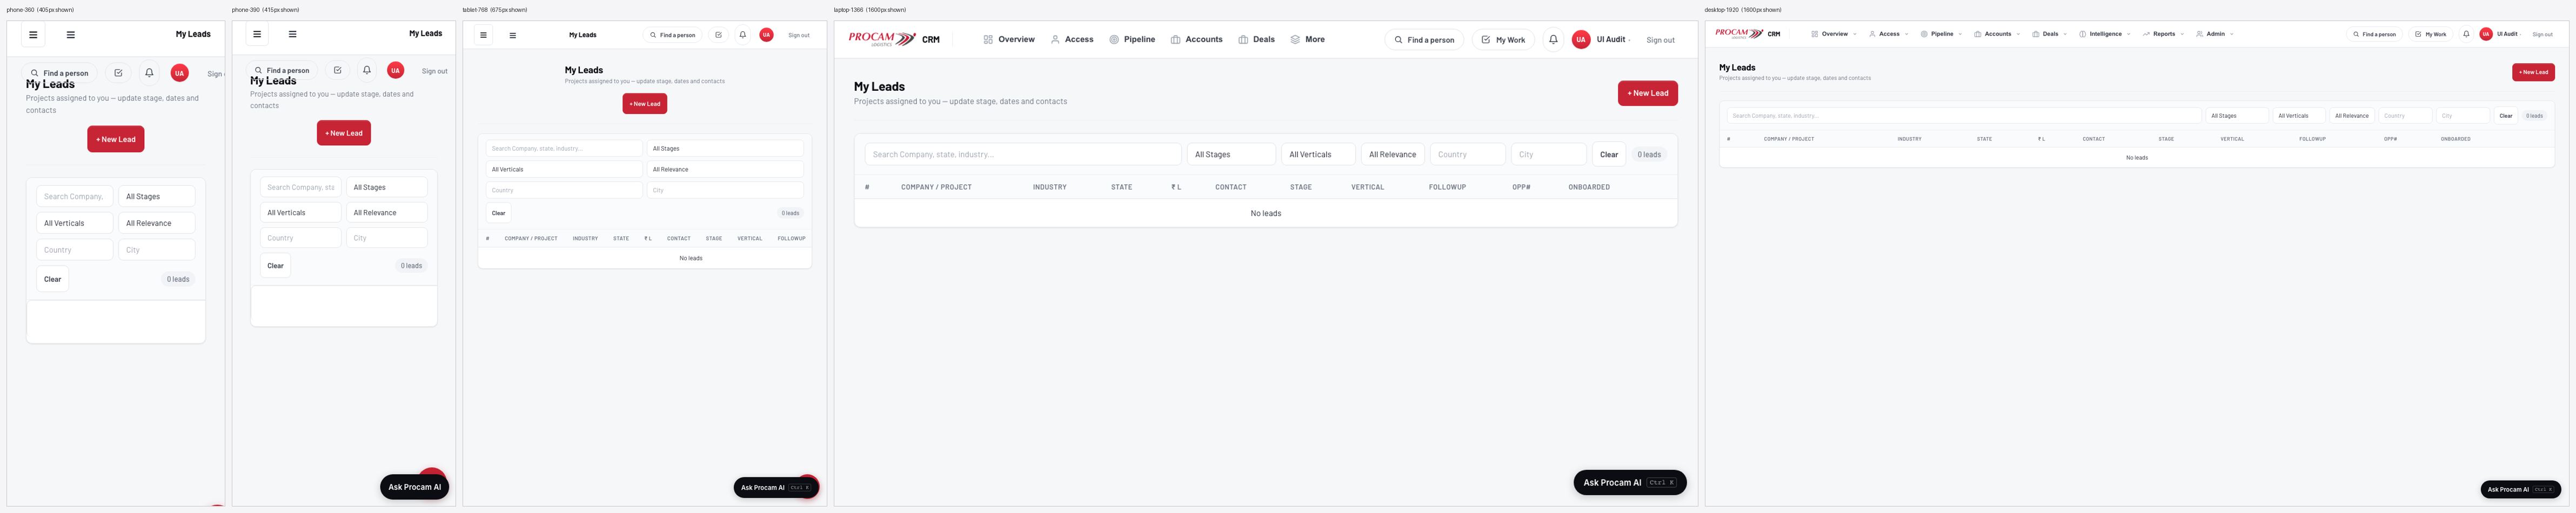 phone-360 (405px shown)
My Leads
Find a person
UA
Sign
My Leads
Projects assigned to you — update stage, dates and
contacts
+ New Lead
Search Company,
All Stages
All Verticals
All Relevance
Country
City
Clear
0 leads
phone-390 (415px shown)
My Leads
Find a person
UA
Sign out
My Leads
Projects assigned to you — update stage, dates and
contacts
+ New Lead
Search Company, sta
All Stages
All Verticals
All Relevance
Country
City
Clear
0 leads
Ask Procam AI
tablet-768 (875px shown)
My Leads
Find a person
UA
Sign out
My Leads
Projects assigned to you — update stage, dates and contacts
+ New Lead
Search Company, state, industry...
All Stages
All Verticals
All Relevance
Country
City
Clear
0 leads
# COMPANY / PROJECT INDUSTRY STATE ₹ L CONTACT STAGE VERTICAL FOLLOWUP
No leads
Ask Procam AI Ctrl K
laptop-1366 (1600px shown)
PROCAM LOGISTICS CRM
Overview Access Pipeline Accounts Deals More
Find a person My Work UA UI Audit Sign out
My Leads
Projects assigned to you — update stage, dates and contacts
+ New Lead
Search Company, state, industry... All Stages All Verticals All Relevance Country City Clear 0 leads
# COMPANY / PROJECT INDUSTRY STATE ₹ L CONTACT STAGE VERTICAL FOLLOWUP OPP# ONBOARDED
No leads
Ask Procam AI Ctrl K
desktop-1920 (1600px shown)
PROCAM LOGISTICS CRM
Overview Access Pipeline Accounts Deals Intelligence Reports Admin
Find a person My Work UA UI Audit Sign out
My Leads
Projects assigned to you — update stage, dates and contacts
+ New Lead
Search Company, state, industry... All Stages All Verticals All Relevance Country City Clear 0 leads
# COMPANY / PROJECT INDUSTRY STATE ₹ L CONTACT STAGE VERTICAL FOLLOWUP OPP# ONBOARDED
No leads
Ask Procam AI Ctrl K